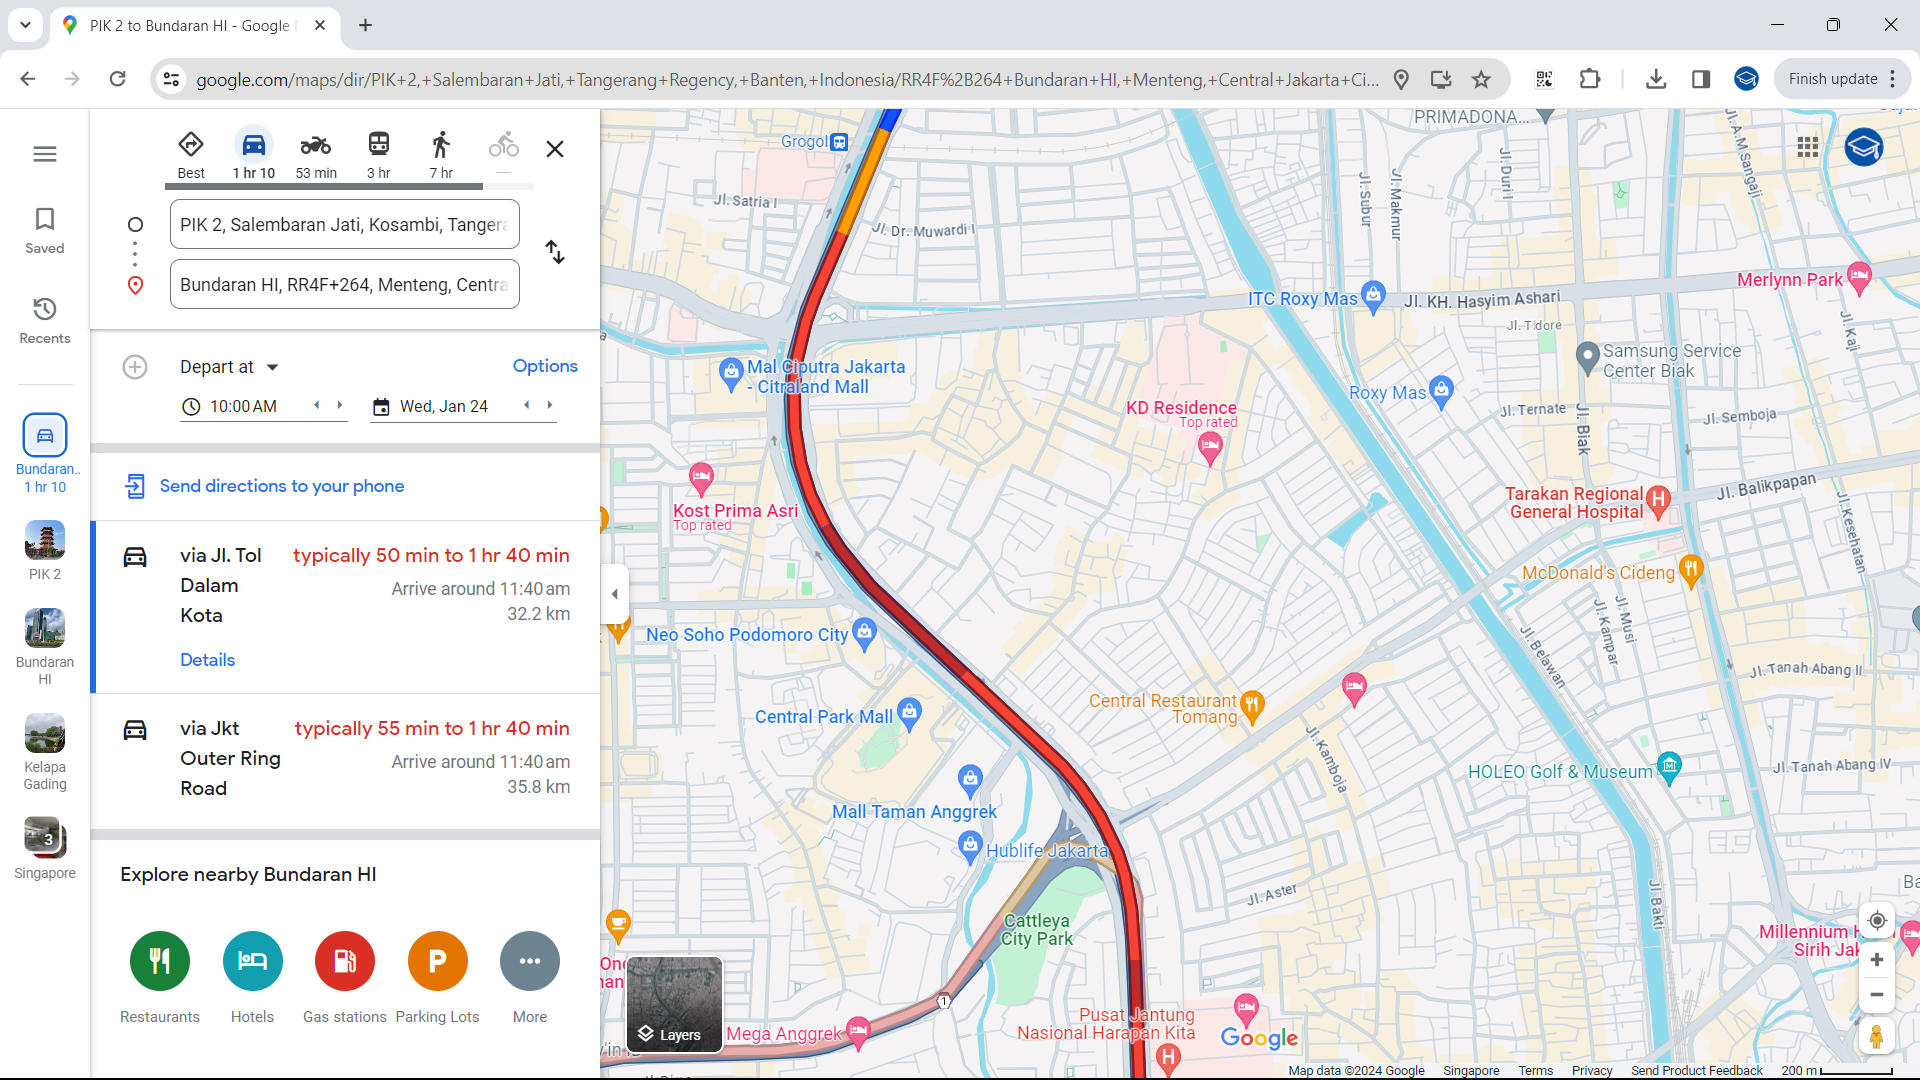 PIK 2 to Bundaran HI - Google
google.com/maps/dir/PIK+2,+Salembaran+Jati,+Tangerang+Regency,+Banten,+Indonesia/RR4F%2B264+Bundaran+HI,+Menteng,+Central+Jakarta+Ci...
Finish update
Saved
Recents
Bundaran..
1 hr 10
PIK 2
Bundaran
HI
Kelapa
Gading
3
Singapore
Best
1 hr 10
53 min
3 hr
7 hr
—
PIK 2, Salembaran Jati, Kosambi, Tangera
Bundaran HI, RR4F+264, Menteng, Centra
Depart at
Options
10:00 AM
Wed, Jan 24
Send directions to your phone
via Jl. Tol
Dalam
Kota
typically 50 min to 1 hr 40 min
Arrive around 11:40 am
32.2 km
Details
via Jkt
Outer Ring
Road
typically 55 min to 1 hr 40 min
Arrive around 11:40 am
35.8 km
Explore nearby Bundaran HI
P
Restaurants
Hotels
Gas stations
Parking Lots
More
Grogol
PRIMADONA...
Jl. A.M. Sangaji
Jl. Duri
Jl. Subur
Jl. Makmur
Jl. Satria I
Jl. Dr. Muwardi I
Merlynn Park
ITC Roxy Mas
Jl. KH. Hasyim Ashari
Jl. Tidore
Jl. Kaji
Samsung Service
Center Biak
Mal Ciputra Jakarta
- Citraland Mall
Roxy Mas
KD Residence
Top rated
Jl. Ternate
Jl. Biak
Jl. Semboja
Kost Prima Asri
Top rated
Tarakan Regional
General Hospital
H
Jl. Balikpapan
Jl. Kesehatan
McDonald's Cideng
Neo Soho Podomoro City
Jl. Musi
Jl. Kampar
Jl. Belawan
Jl. Tanah Abang II
Central Park Mall
Central Restaurant
Tomang
Jl. Kamboja
HOLEO Golf & Museum
Jl. Tanah Abang IV
Mall Taman Anggrek
Hublife Jakarta
Jl. Aster
Jl. Bakti
Cattleya
City Park
Millennium H
Sirih Jak
1
Mega Anggrek
Pusat Jantung
Nasional Harapan Kita
H
Google
Layers
Map data ©2024 Google
Singapore
Terms
Privacy
Send Product Feedback
200 m